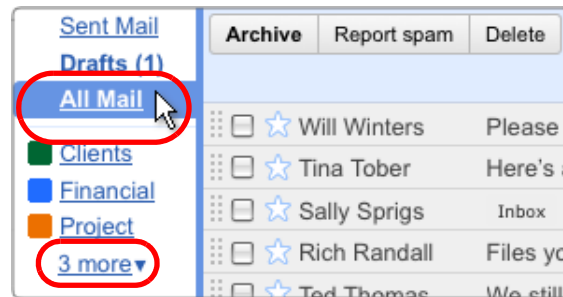 Sent Mail
Drafts (1)
All Mail
Clients
Financial
Project
3 more▼
Archive Report spam Delete
Will Winters Please
Tina Tober Here's
Sally Sprigs Inbox
Rich Randall Files
Ted Thomas We still